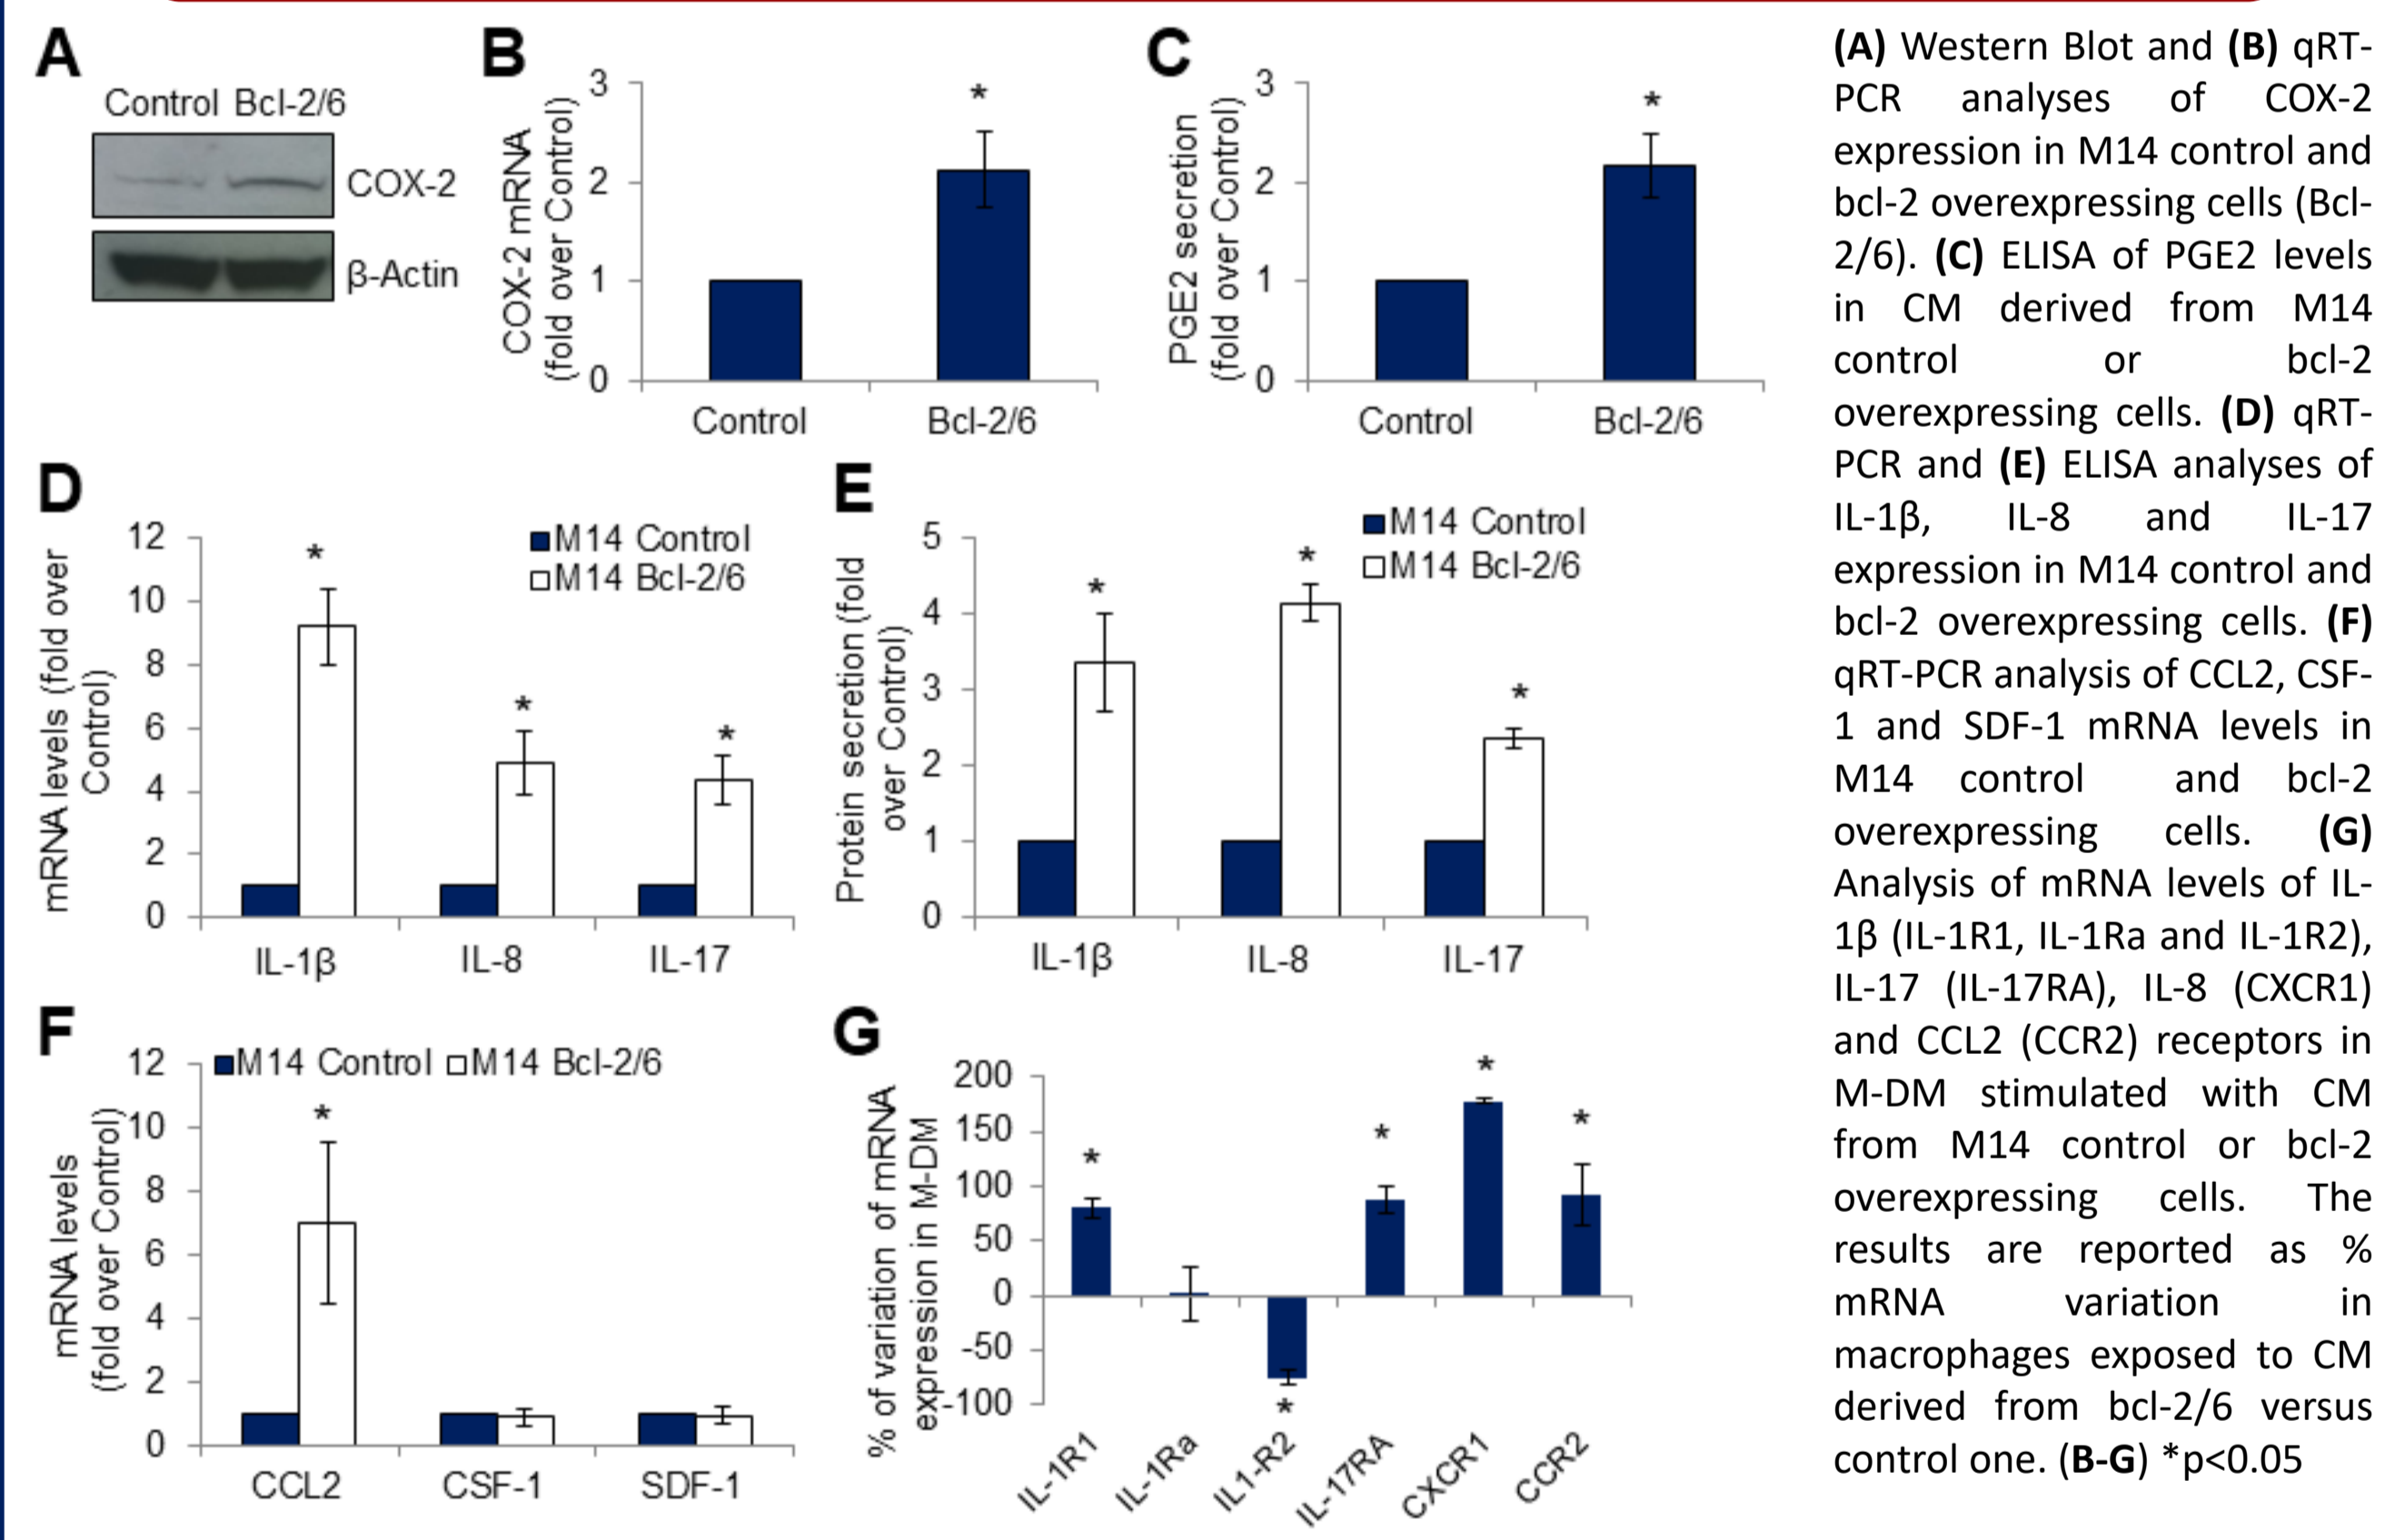 A
Control Bcl-2/6
COX-2
β-Actin
B
COX-2 mRNA
(fold over Control)
3
*
2
1
0
Control
Bcl-2/6
C
PGE2 secretion
(fold over Control)
3
*
2
1
0
Control
Bcl-2/6
D
mRNA levels (fold over
Control)
12
10
8
6
4
2
0
M14 Control
M14 Bcl-2/6
*
*
*
IL-1β
IL-8
IL-17
E
Protein secretion (fold
over Control)
5
4
3
2
1
0
M14 Control
M14 Bcl-2/6
*
*
*
IL-1β
IL-8
IL-17
F
mRNA levels
(fold over Control)
12
10
8
6
4
2
0
M14 Control M14 Bcl-2/6
*
CCL2
CSF-1
SDF-1
G
% of variation of mRNA
expression in M-DM
200
150
100
50
0
-50
-100
*
*
*
*
*
IL-1R1
IL-1Ra
IL1-R2
IL-17RA
CXCR1
CCR2
(A) Western Blot and (B) qRT-
PCR analyses of COX-2
expression in M14 control and
bcl-2 overexpressing cells (Bcl-
2/6). (C) ELISA of PGE2 levels
in CM derived from M14
control or bcl-2
overexpressing cells. (D) qRT-
PCR and (E) ELISA analyses of
IL-1β, IL-8 and IL-17
expression in M14 control and
bcl-2 overexpressing cells. (F)
qRT-PCR analysis of CCL2, CSF-
1 and SDF-1 mRNA levels in
M14 control and bcl-2
overexpressing cells. (G)
Analysis of mRNA levels of IL-
1β (IL-1R1, IL-1Ra and IL-1R2),
IL-17 (IL-17RA), IL-8 (CXCR1)
and CCL2 (CCR2) receptors in
M-DM stimulated with CM
from M14 control or bcl-2
overexpressing cells. The
results are reported as %
mRNA variation in
macrophages exposed to CM
derived from bcl-2/6 versus
control one. (B-G) *p<0.05